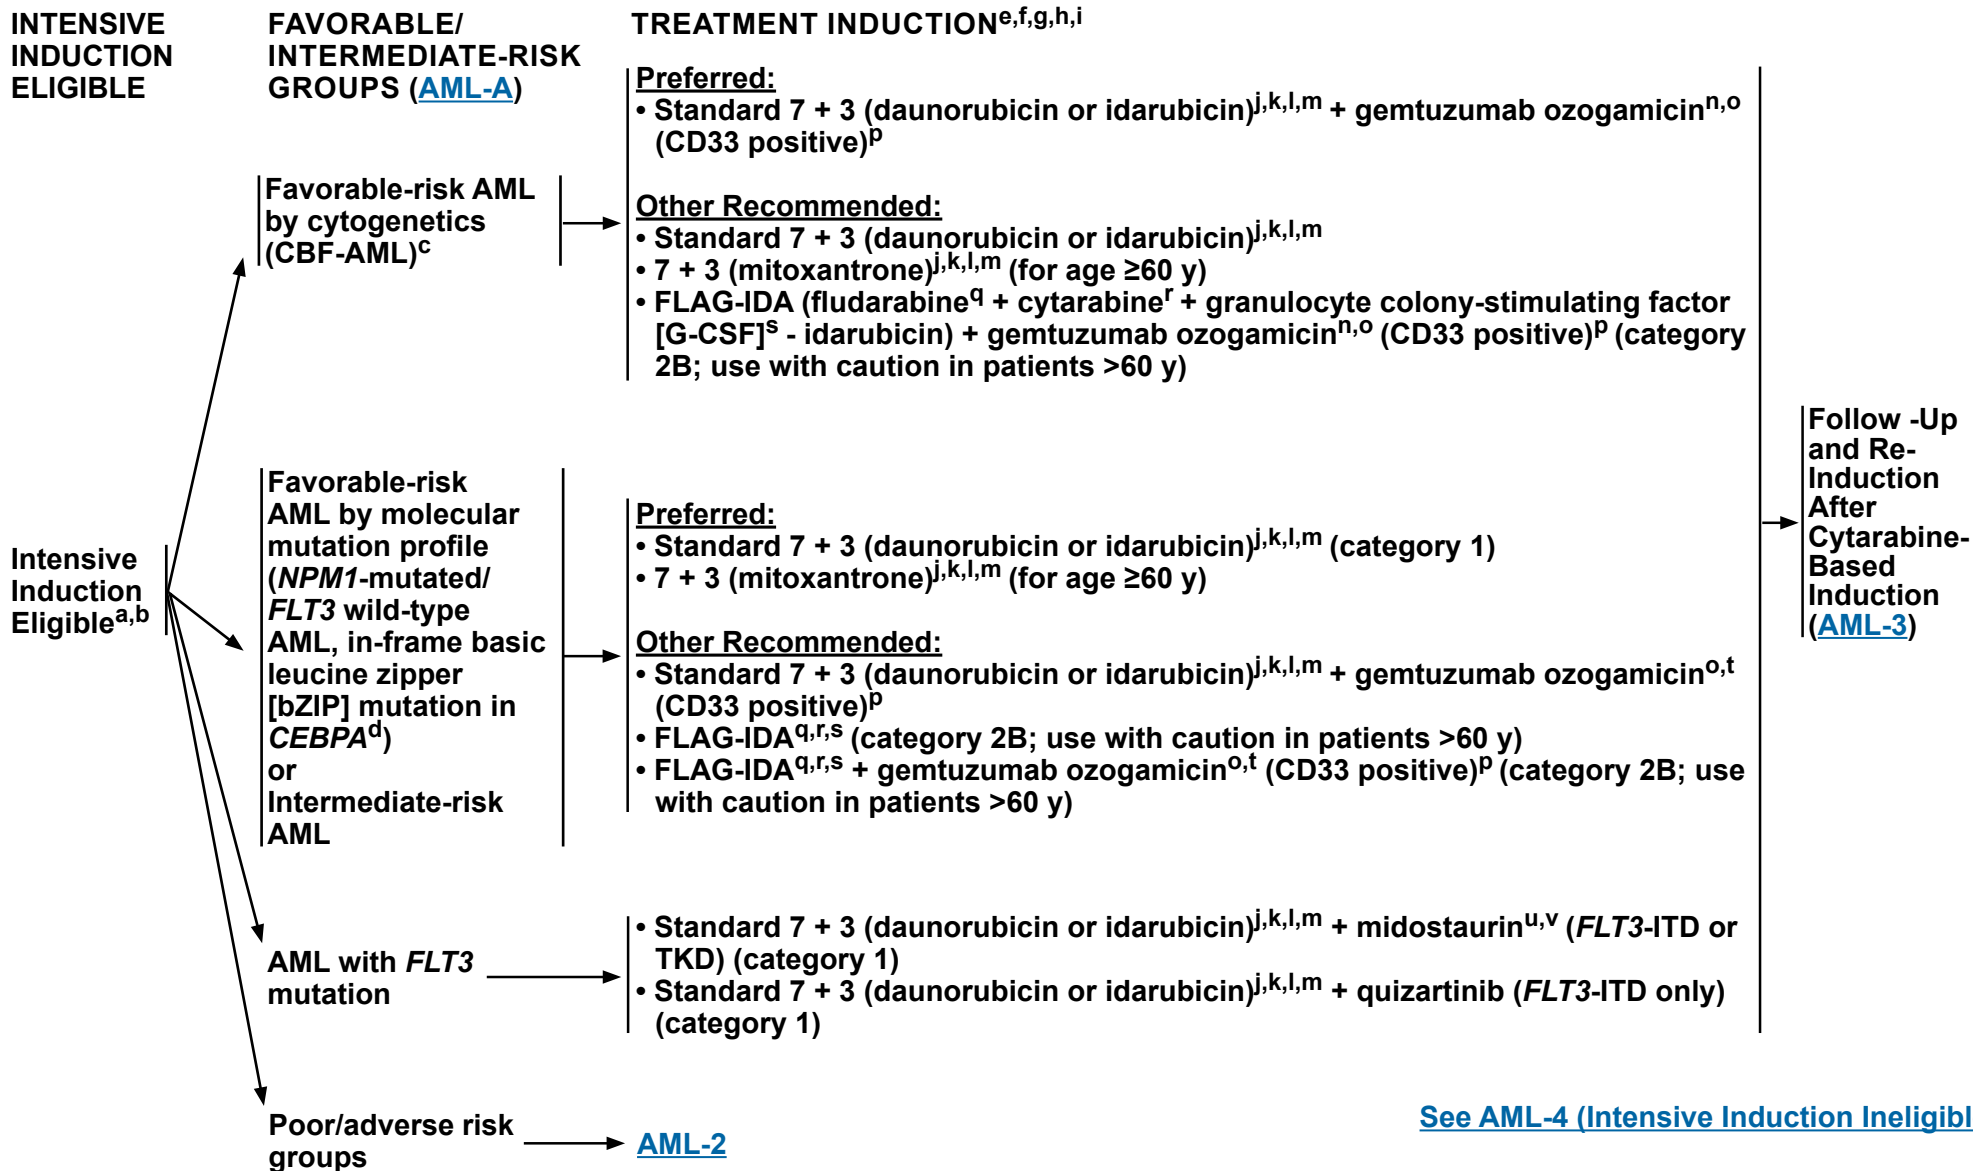 INTENSIVE
INDUCTION
ELIGIBLE
FAVORABLE/
INTERMEDIATE-RISK
GROUPS (AML-A)
TREATMENT INDUCTIONe,f,g,h,i
Intensive
Induction
Eligiblea,b
Favorable-risk AML
by cytogenetics
(CBF-AML)c
Preferred:
• Standard 7 + 3 (daunorubicin or idarubicin)j,k,l,m + gemtuzumab ozogamicinn,o
(CD33 positive)p
Other Recommended:
• Standard 7 + 3 (daunorubicin or idarubicin)j,k,l,m
• 7 + 3 (mitoxantrone)j,k,l,m (for age ≥60 y)
• FLAG-IDA (fludarabineq + cytarabiner + granulocyte colony-stimulating factor
[G-CSF]s - idarubicin) + gemtuzumab ozogamicinn,o (CD33 positive)p (category
2B; use with caution in patients >60 y)
Favorable-risk
AML by molecular
mutation profile
(NPM1-mutated/
FLT3 wild-type
AML, in-frame basic
leucine zipper
[bZIP] mutation in
CEBPAd)
or
Intermediate-risk
AML
Preferred:
• Standard 7 + 3 (daunorubicin or idarubicin)j,k,l,m (category 1)
• 7 + 3 (mitoxantrone)j,k,l,m (for age ≥60 y)
Other Recommended:
• Standard 7 + 3 (daunorubicin or idarubicin)j,k,l,m + gemtuzumab ozogamicino,t
(CD33 positive)p
• FLAG-IDAq,r,s (category 2B; use with caution in patients >60 y)
• FLAG-IDAq,r,s + gemtuzumab ozogamicino,t (CD33 positive)p (category 2B; use
with caution in patients >60 y)
AML with FLT3
mutation
• Standard 7 + 3 (daunorubicin or idarubicin)j,k,l,m + midostaurinu,v (FLT3-ITD or
TKD) (category 1)
• Standard 7 + 3 (daunorubicin or idarubicin)j,k,l,m + quizartinib (FLT3-ITD only)
(category 1)
Poor/adverse risk
groups
AML-2
Follow -Up
and Re-
Induction
After
Cytarabine-
Based
Induction
(AML-3)
See AML-4 (Intensive Induction Ineligibl